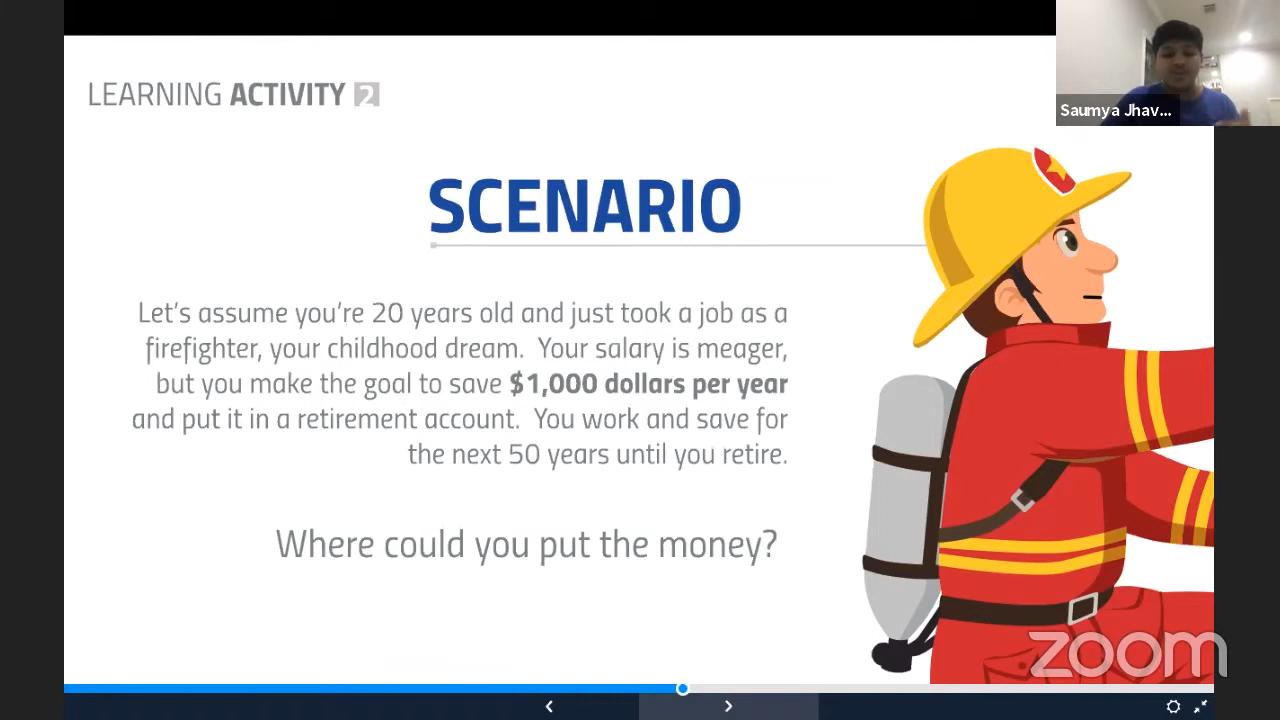 LEARNING ACTIVITY 2
Saumya Jhav...
SCENARIO
Let's assume you're 20 years old and just took a job as a
firefighter, your childhood dream. Your salary is meager,
but you make the goal to save $1,000 dollars per year
and put it in a retirement account. You work and save for
the next 50 years until you retire.
Where could you put the money?
zoom